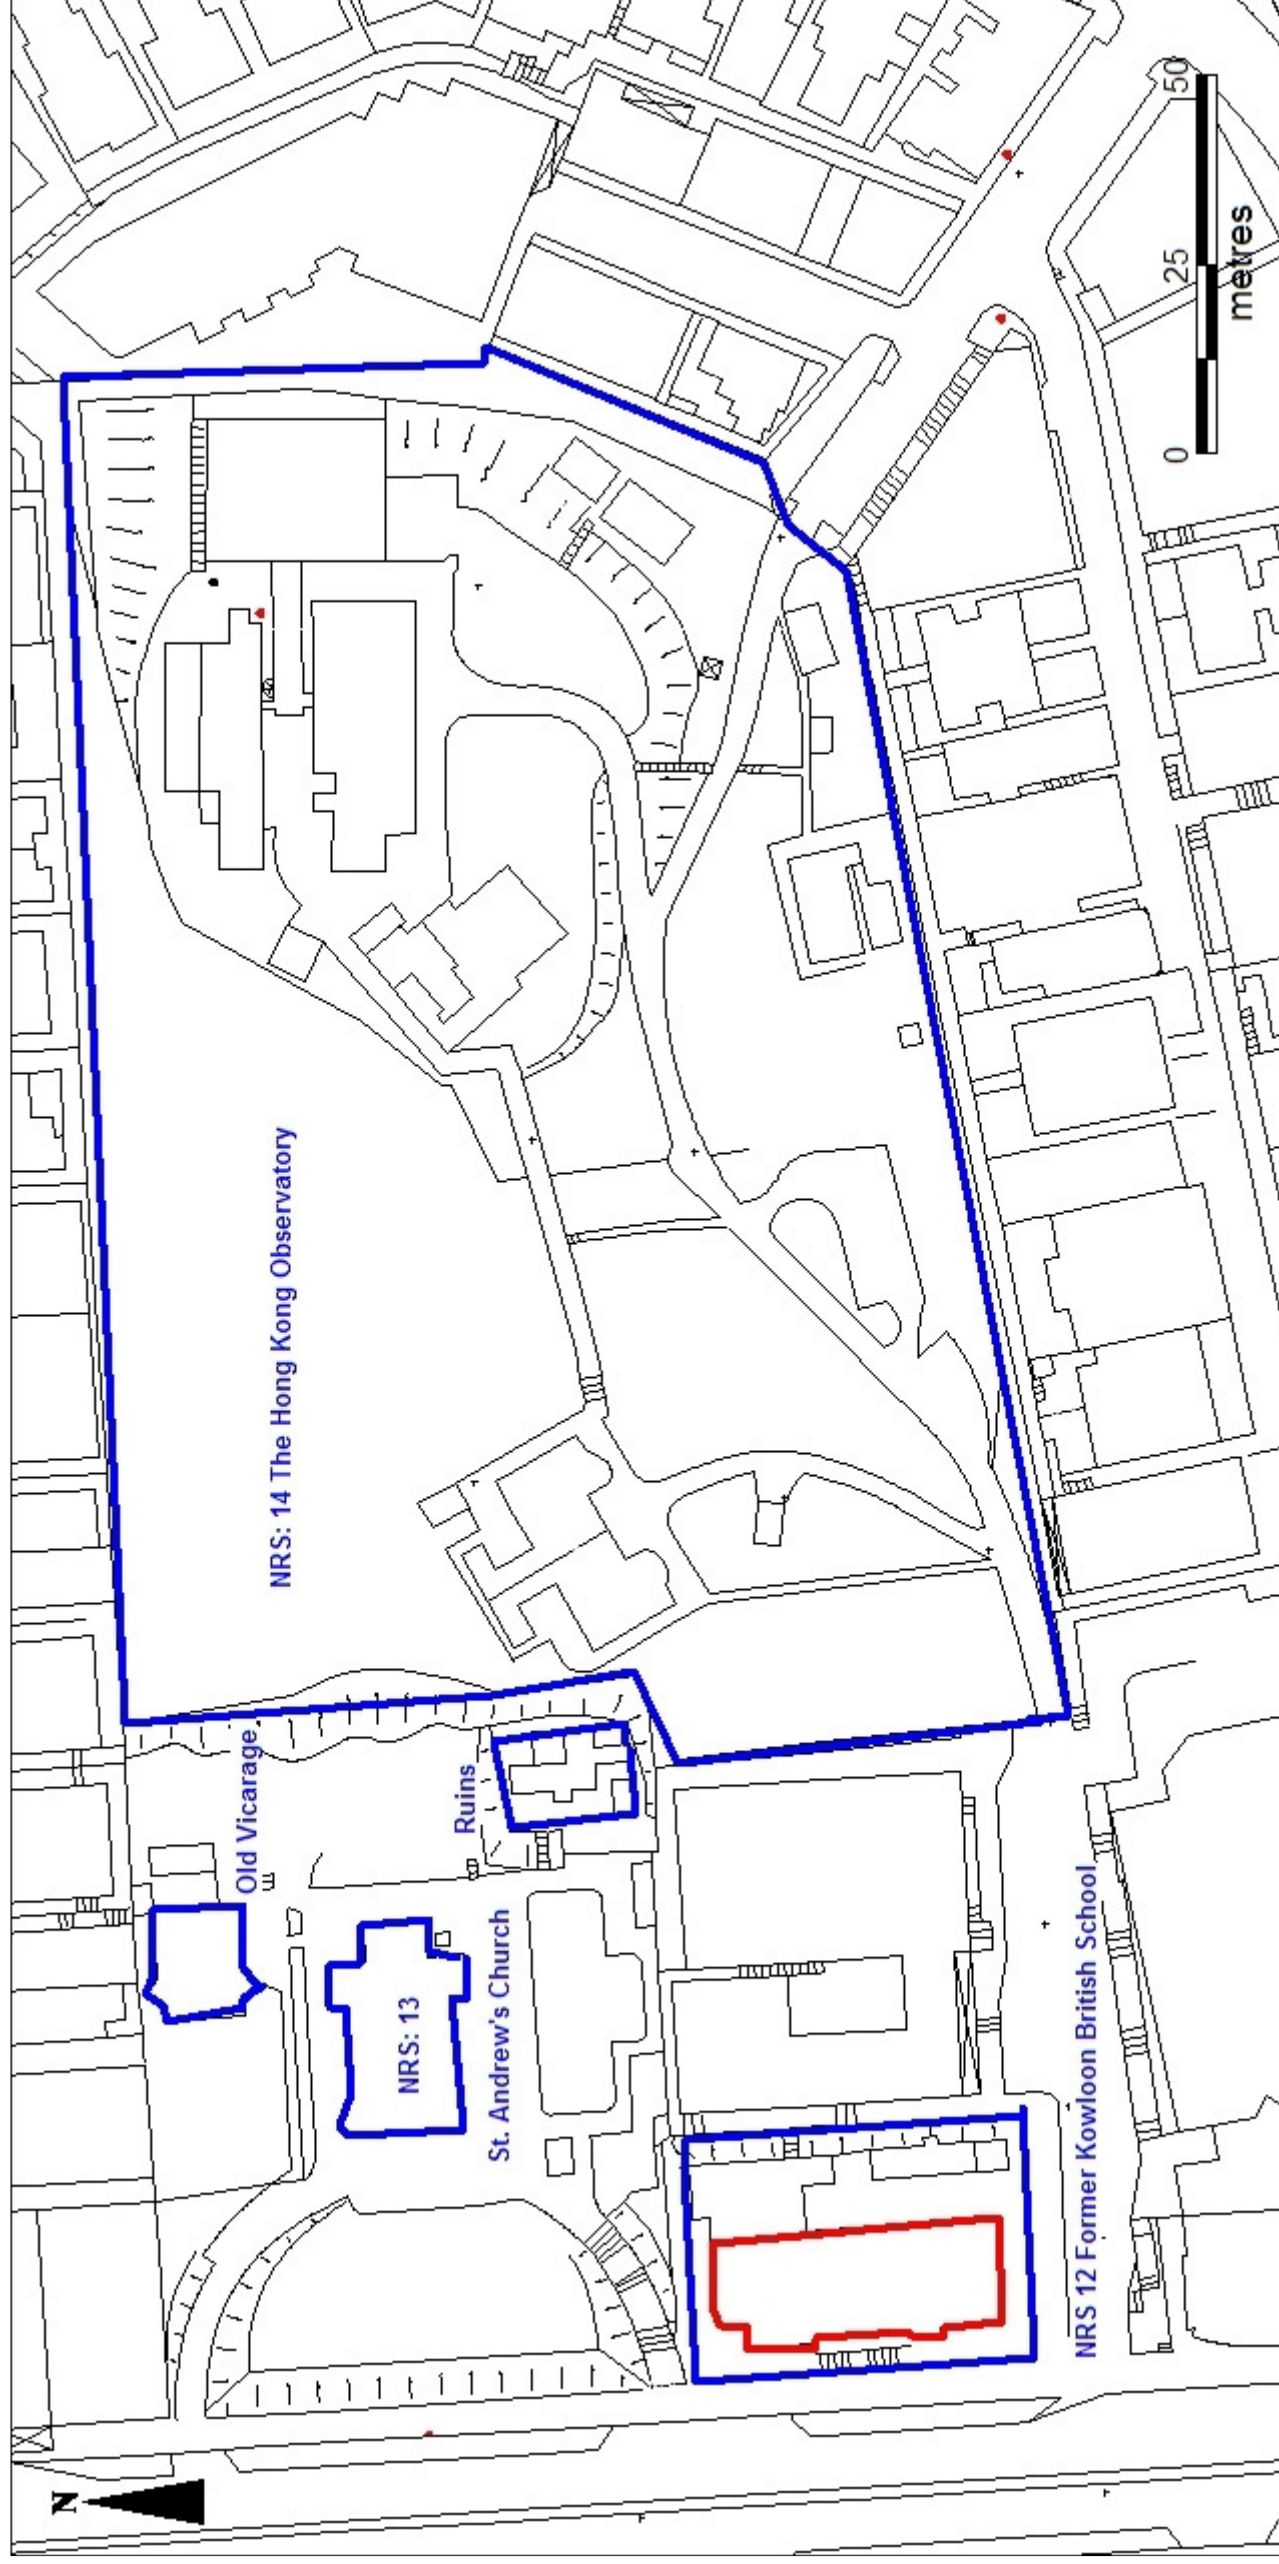 N
Old Vicarage
NRS: 14 The Hong Kong Observatory
Ruins
NRS: 13
St. Andrew's Church
NRS 12 Former Kowloon British School
0 25 50
metres